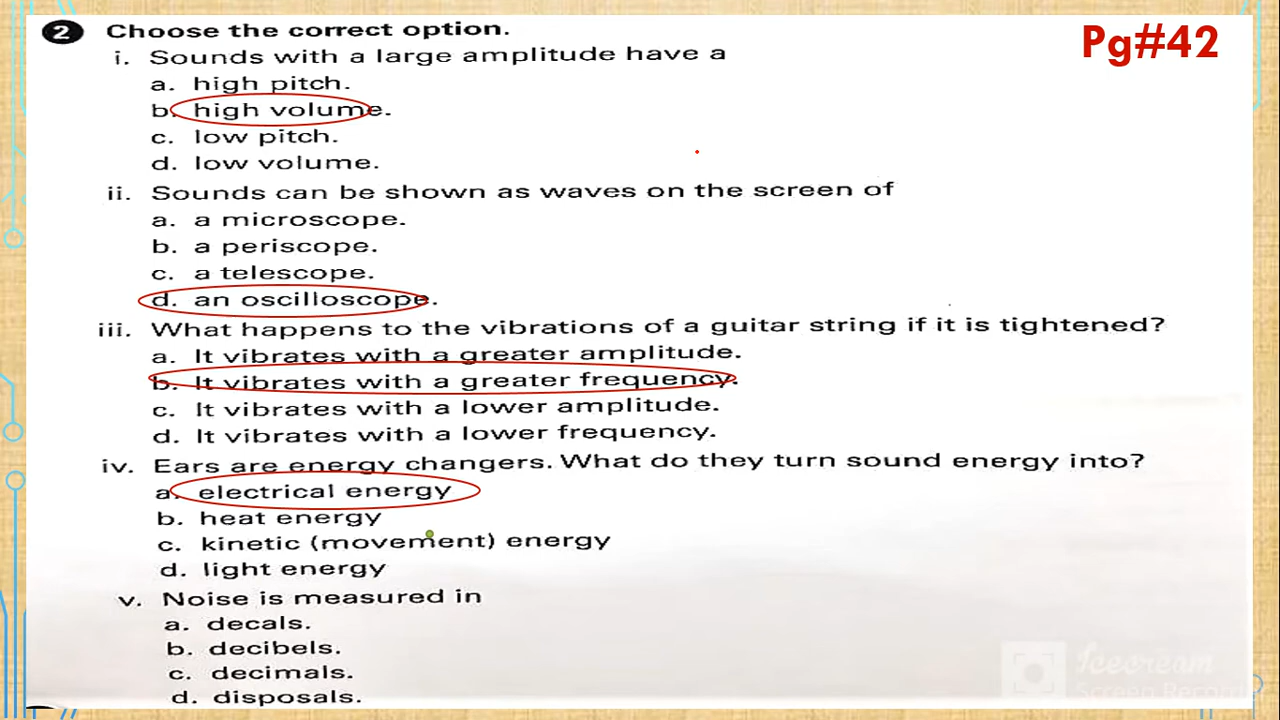 2 Choose the correct option.
Pg#42
i. Sounds with a large amplitude have a
a. high pitch.
b. high volume.
c. low pitch.
d. low volume.
ii. Sounds can be shown as waves on the screen of
a. a microscope.
b. a periscope.
c. a telescope.
d. an oscilloscope.
iii. What happens to the vibrations of a guitar string if it is tightened?
a. It vibrates with a greater amplitude.
b. It vibrates with a greater frequency.
c. It vibrates with a lower amplitude.
d. It vibrates with a lower frequency.
iv. Ears are energy changers. What do they turn sound energy into?
a. electrical energy
b. heat energy
c. kinetic (movement) energy
d. light energy
v. Noise is measured in
a. decals.
b. decibels.
c. decimals.
d. disposals.
Icecream
Screen Recor